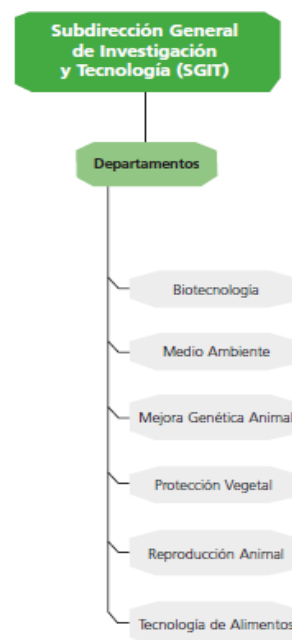 Subdirección General
de Investigación
y Tecnología (SGIT)
Departamentos
Biotecnología
Medio Ambiente
Mejora Genética Animal
Protección Vegetal
Reproducción Animal
Tecnología de Alimentos